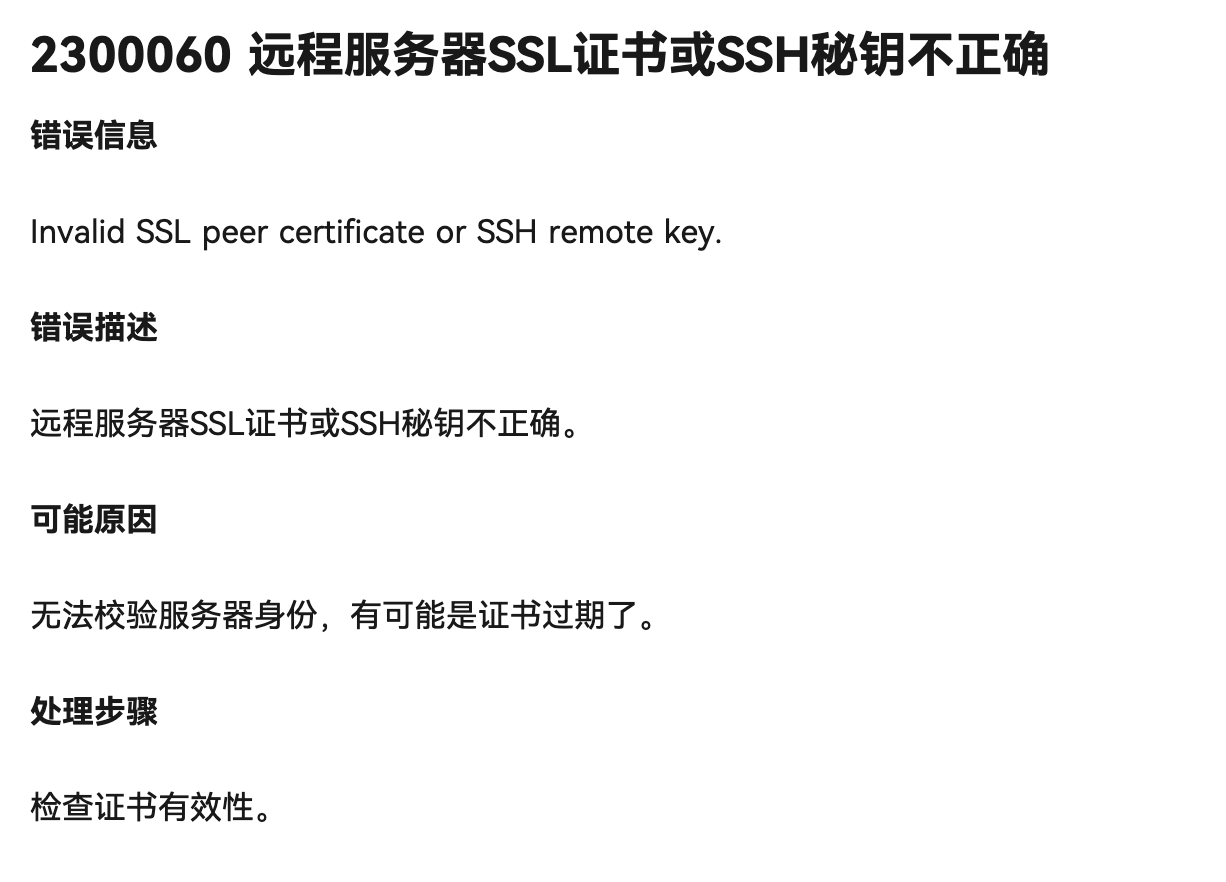 2300060 远程服务器SSL证书或SSH秘钥不正确
错误信息
Invalid SSL peer certificate or SSH remote key.
错误描述
远程服务器SSL证书或SSH秘钥不正确。
可能原因
无法校验服务器身份，有可能是证书过期了。
处理步骤
检查证书有效性。